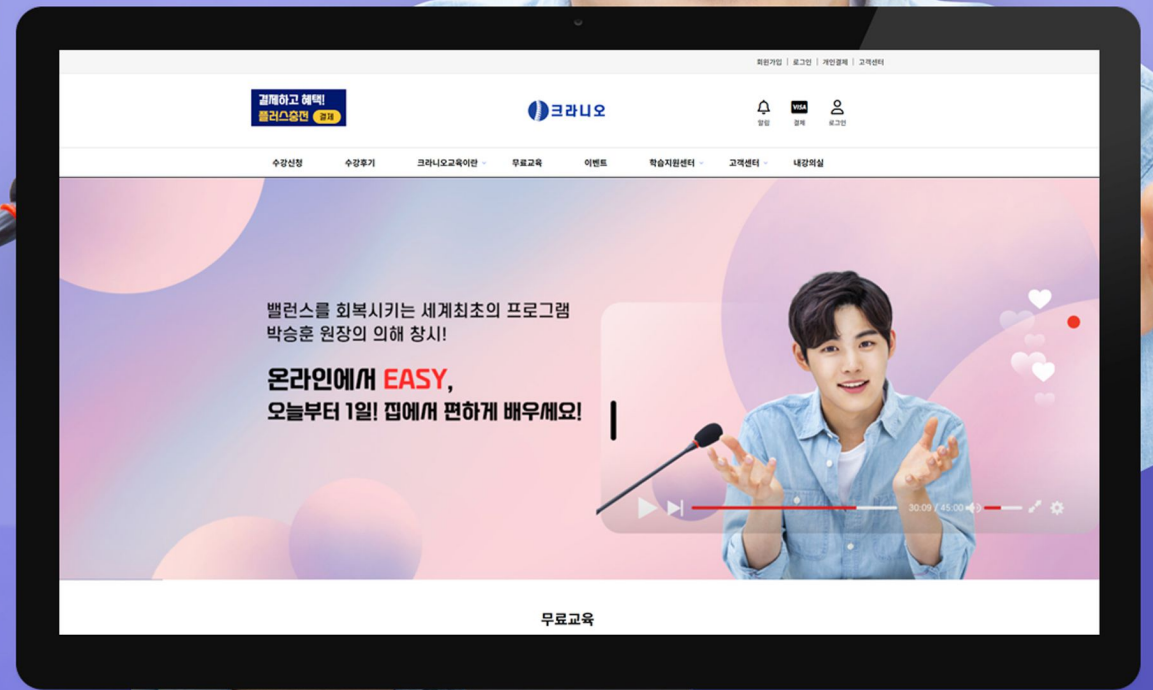 회원가입 | 로그인 | 개인결제 | 고객센터
결제하고 혜택!
플러스충전 결제
크라니오
VISA
알림 결제 로그인
수강신청 수강후기 크라니오교육이란 무료교육 이벤트 학습지원센터 고객센터 내강의실
밸런스를 회복시키는 세계최초의 프로그램
박승훈 원장의 의해 창시!
온라인에서 EASY,
오늘부터 1일! 집에서 편하게 배우세요!
30:09 / 45:00
무료교육